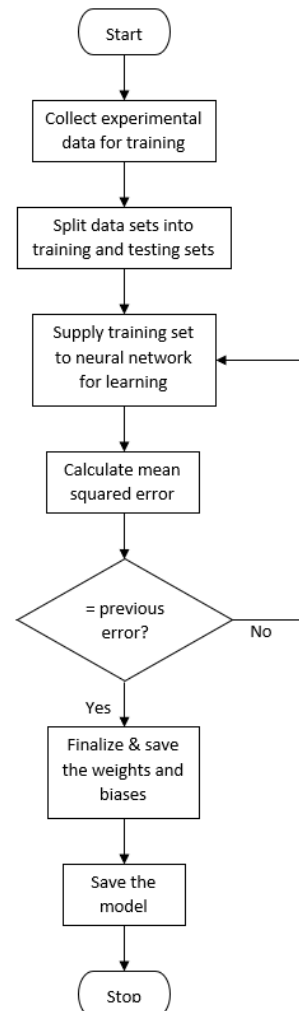 Start
Collect experimental
data for training
Split data sets into
training and testing sets
Supply training set
to neural network
for learning
Calculate mean
squared error
= previous
error?
No
Yes
Finalize & save
the weights and
biases
Save the
model
Stop